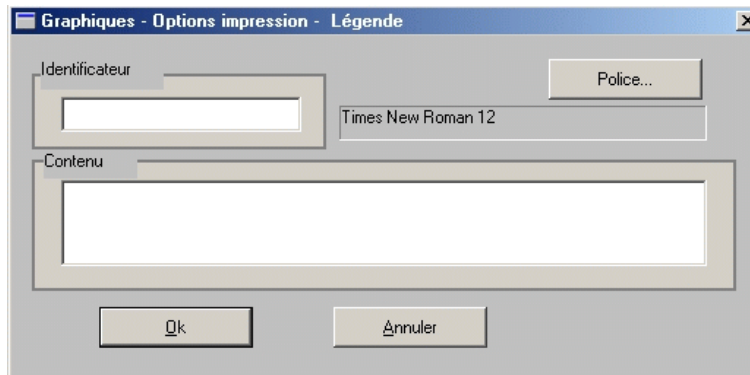 Graphiques - Options impression - Légende
Identificateur
Police...
Times New Roman 12
Contenu
Ok
Annuler